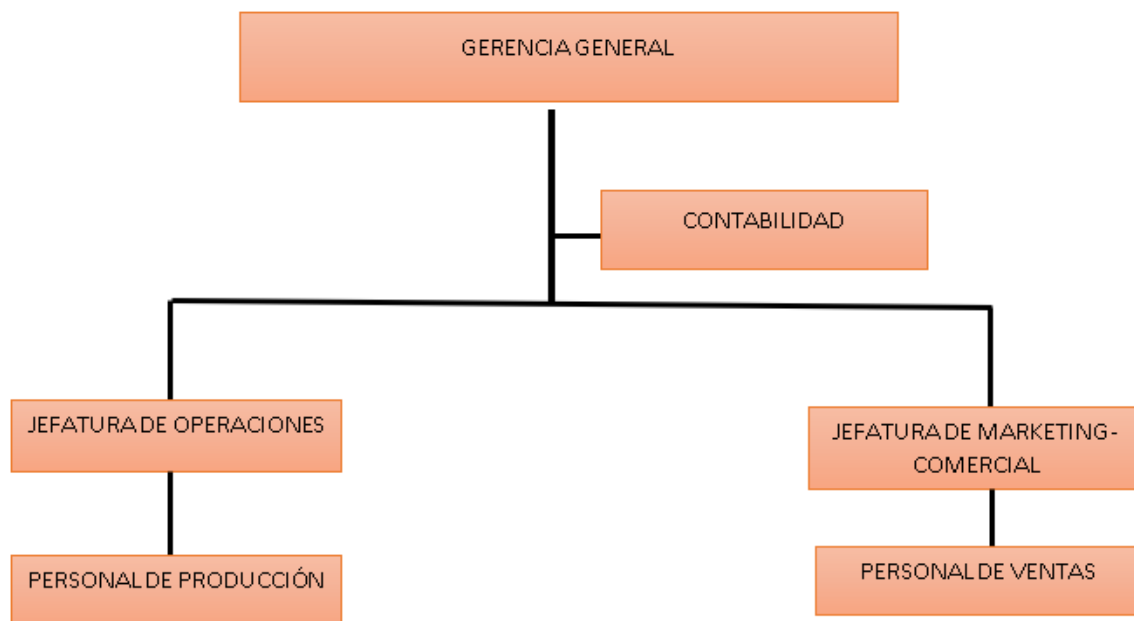 GERENCIA GENERAL
CONTABILIDAD
JEFATURA DE OPERACIONES
JEFATURA DE MARKETING-
COMERCIAL
PERSONAL DE PRODUCCIÓN
PERSONAL DE VENTAS